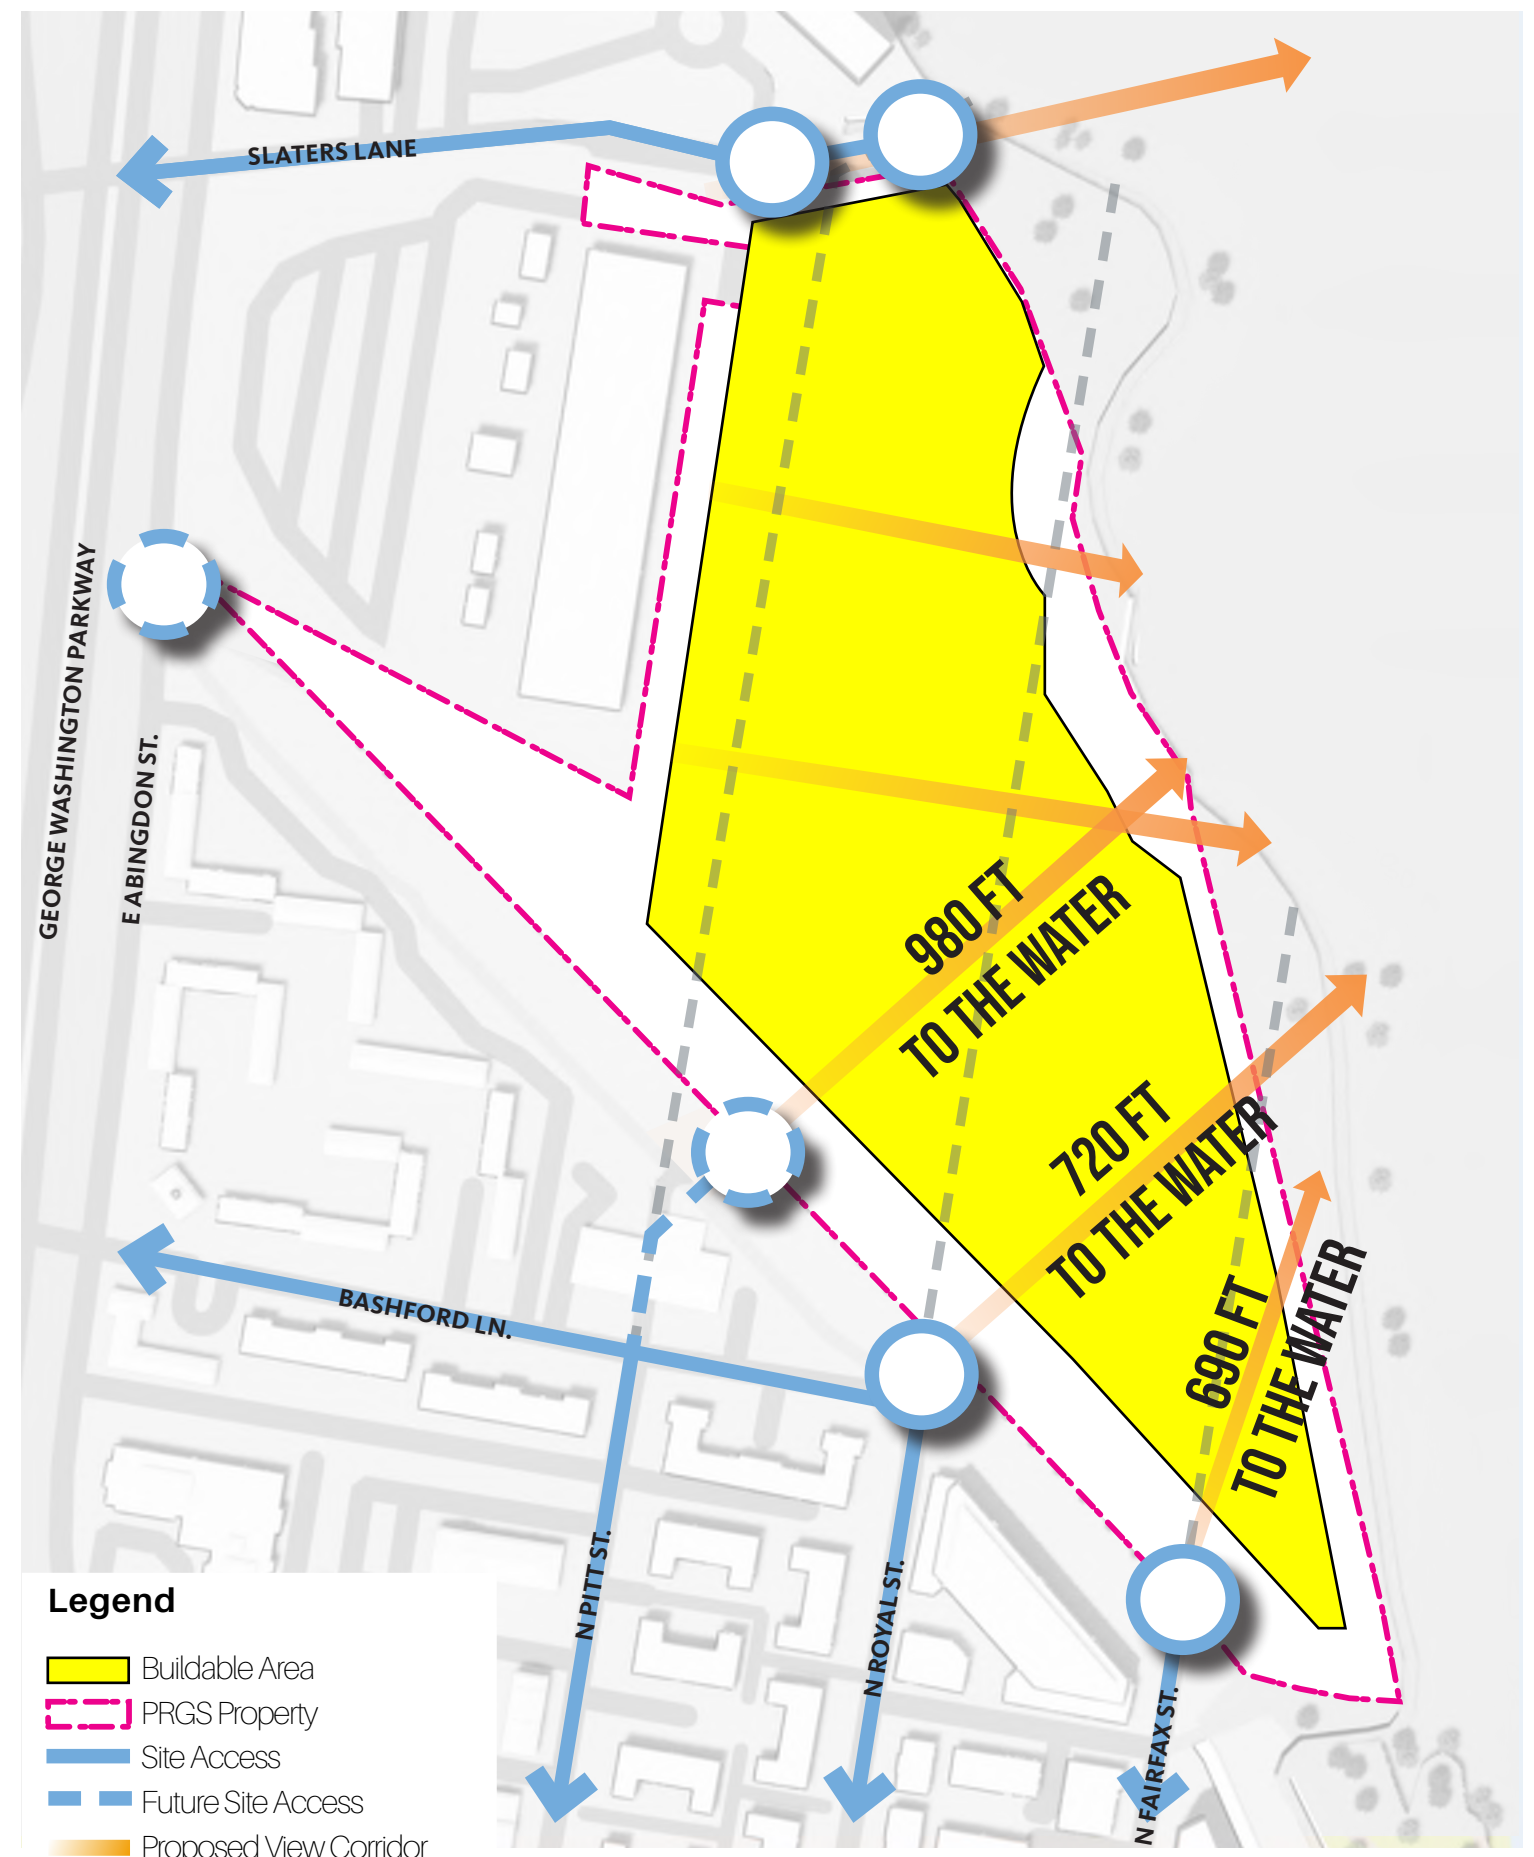 SLATERS LANE
GEORGE WASHINGTON PARKWAY
E ABINGDON ST.
980 FT
TO THE WATER
720 FT
TO THE WATER
690 FT
TO THE WATER
BASHFORD LN.
N PITT ST.
N ROYAL ST.
N FAIRFAX ST.
Legend
Buildable Area
PRGS Property
Site Access
Future Site Access
Proposed View Corridor